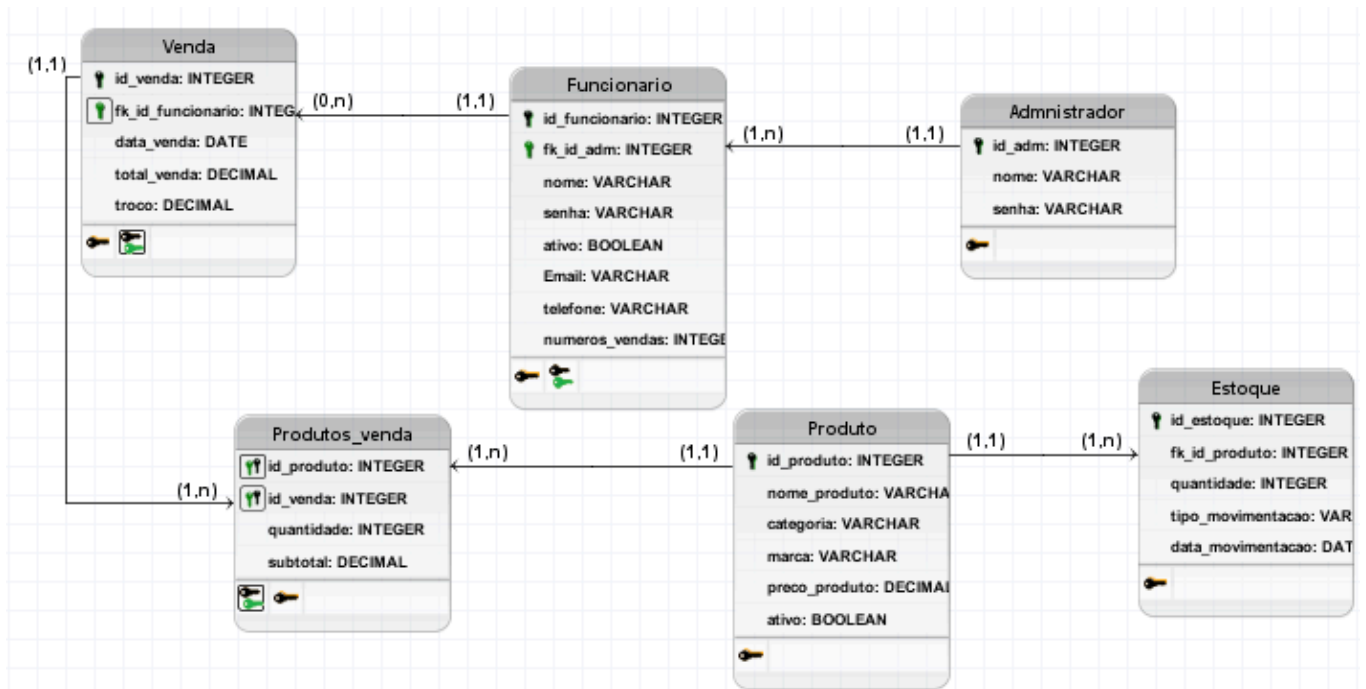 Venda
(1,1)
id_venda: INTEGER
fk_id_funcionario: INTEG
data_venda: DATE
total_venda: DECIMAL
troco: DECIMAL
(0,n)
(1,1)
Funcionario
id_funcionario: INTEGER
fk_id_adm: INTEGER
nome: VARCHAR
senha: VARCHAR
ativo: BOOLEAN
Email: VARCHAR
telefone: VARCHAR
numeros_vendas: INTEGE
(1,n)
(1,1)
Admnistrador
id_adm: INTEGER
nome: VARCHAR
senha: VARCHAR
(1,n)
Produtos_venda
id_produto: INTEGER
id_venda: INTEGER
quantidade: INTEGER
subtotal: DECIMAL
(1,n)
(1,1)
Produto
id_produto: INTEGER
nome_produto: VARCHA
categoria: VARCHAR
marca: VARCHAR
preco_produto: DECIMAL
ativo: BOOLEAN
(1,1)
(1,n)
Estoque
id_estoque: INTEGER
fk_id_produto: INTEGER
quantidade: INTEGER
tipo_movimentacao: VAR
data_movimentacao: DAT